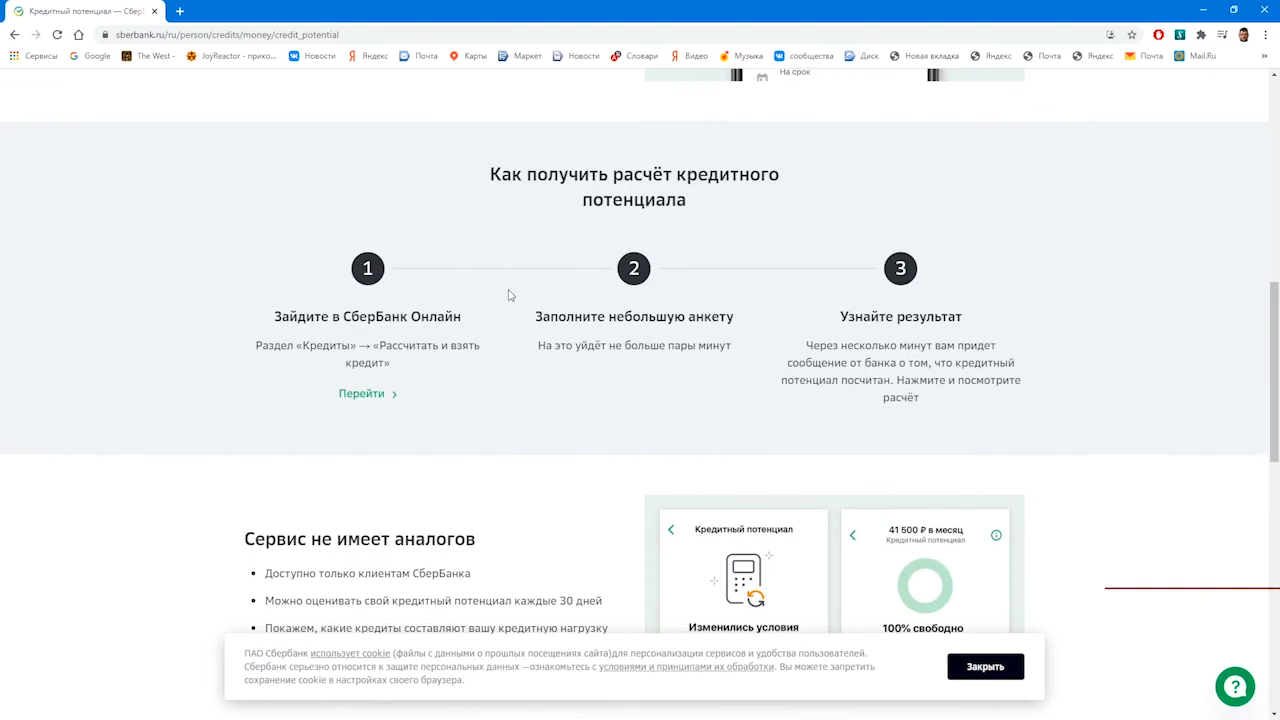 Кредитный потенциал — Сбер
sberbank.ru/ru/person/credits/money/credit_potential
Сервисы Google The West - JoyReactor - прико... Новости Яндекс Почта Карты Маркет Новости Словари Видео Музыка сообщества Диск Новая вкладка Яндекс Почта Яндекс Почта Mail.Ru »
На срок
Как получить расчёт кредитного
потенциала
1 2 3
Зайдите в СберБанк Онлайн
Раздел «Кредиты» → «Рассчитать и взять
кредит»
Перейти
Заполните небольшую анкету
На это уйдёт не больше пары минут
Узнайте результат
Через несколько минут вам придет
сообщение от банка о том, что кредитный
потенциал посчитан. Нажмите и посмотрите
расчёт
Сервис не имеет аналогов
• Доступно только клиентам СберБанка
• Можно оценивать свой кредитный потенциал каждые 30 дней
• Покажем, какие кредиты составляют вашу кредитную нагрузку
Кредитный потенциал
Изменились условия
41 500 ₽ в месяц
Кредитный потенциал
100% свободно
ПАО Сбербанк использует cookie (файлы с данными о прошлых посещениях сайта)для персонализации сервисов и удобства пользователей.
Сбербанк серьезно относится к защите персональных данных —ознакомьтесь с условиями и принципами их обработки. Вы можете запретить
сохранение cookie в настройках своего браузера.
Закрыть